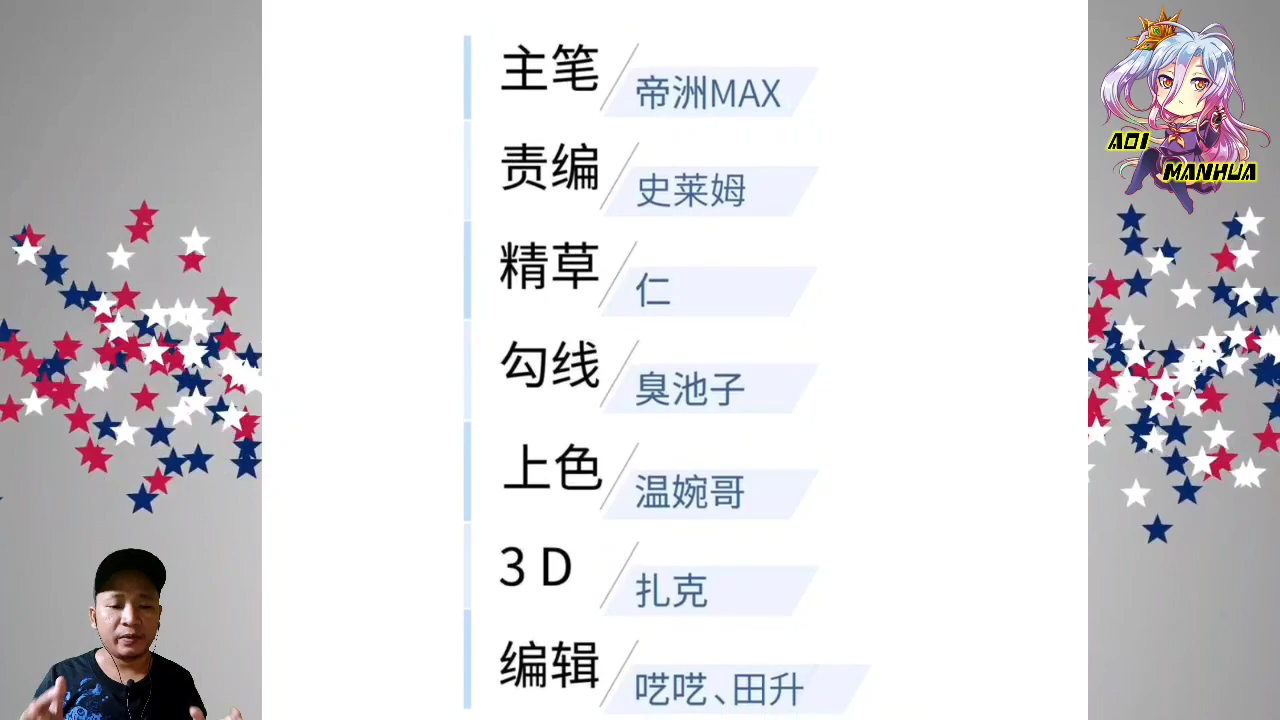 主笔
帝洲MAX
责编
史莱姆
精草
仁
勾线
臭池子
上色
温婉哥
3D
扎克
编辑
呓呓、田升
AOI
MANHUA